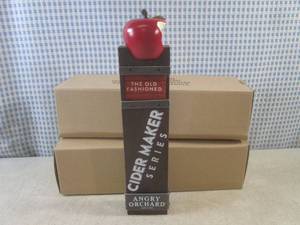 THE OLD
FASHIONED
CIDER MAKER
SERIES
ANGRY
ORCHARD